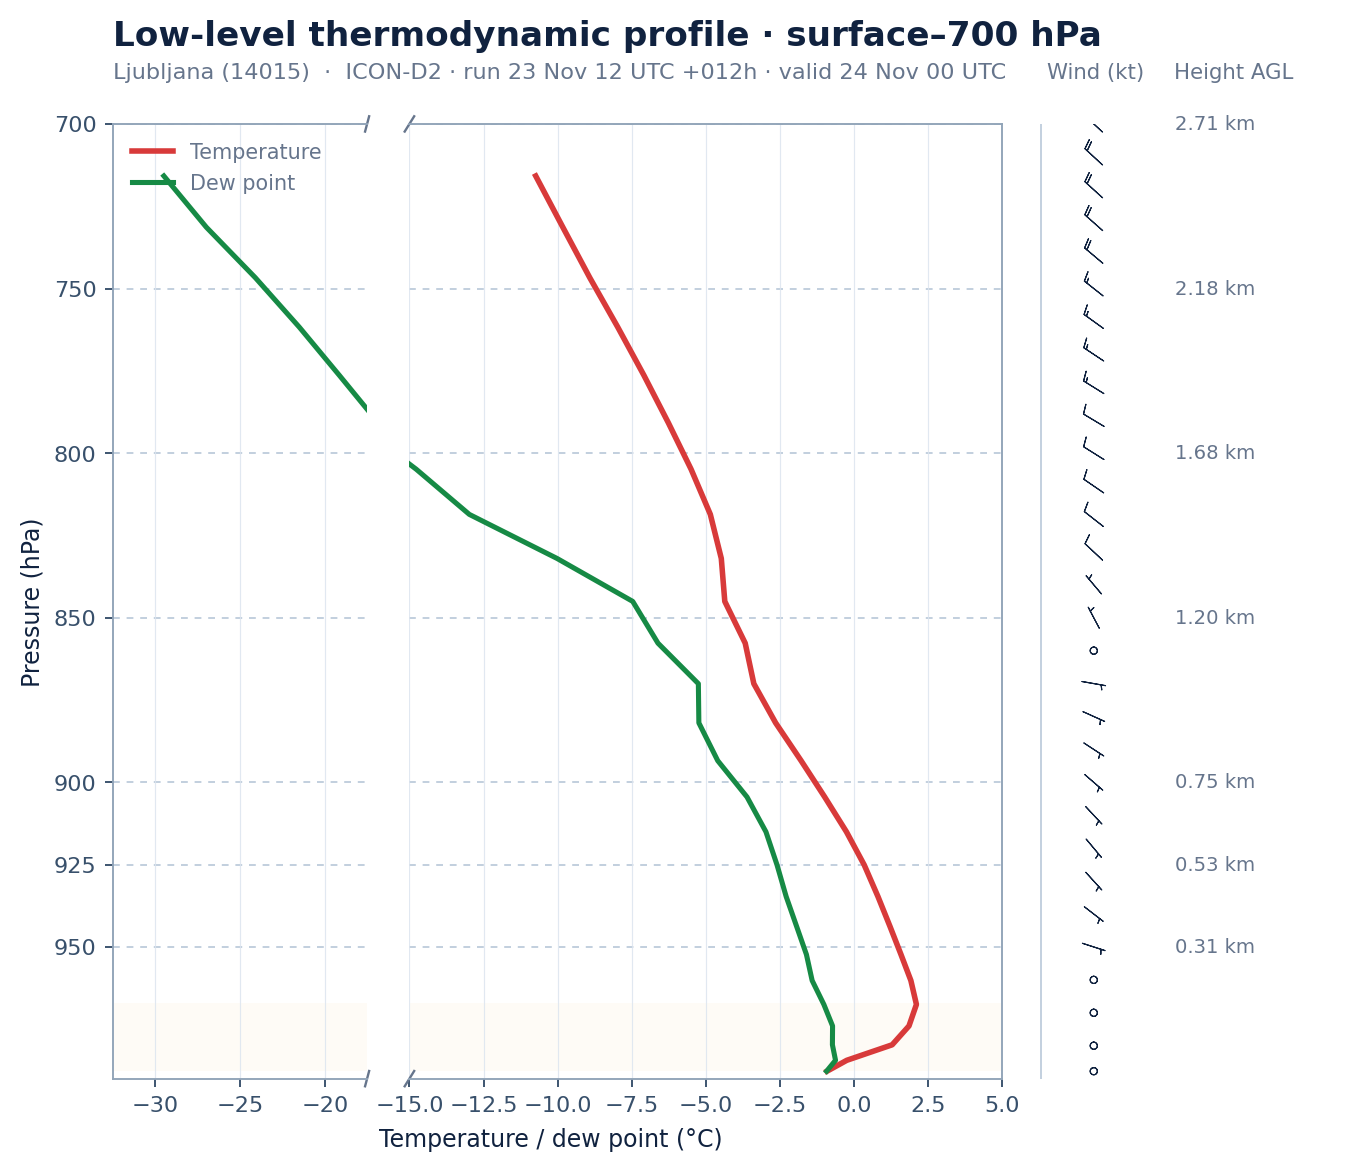 Low-level thermodynamic profile · surface–700 hPa
Ljubljana (14015) · ICON-D2 · run 23 Nov 12 UTC +012h · valid 24 Nov 00 UTC
Wind (kt)
Height AGL
Temperature
Dew point
700
750
800
850
900
925
950
Pressure (hPa)
2.71 km
2.18 km
1.68 km
1.20 km
0.75 km
0.53 km
0.31 km
−30
−25
−20
−15.0
−12.5
−10.0
−7.5
−5.0
−2.5
0.0
2.5
5.0
Temperature / dew point (°C)